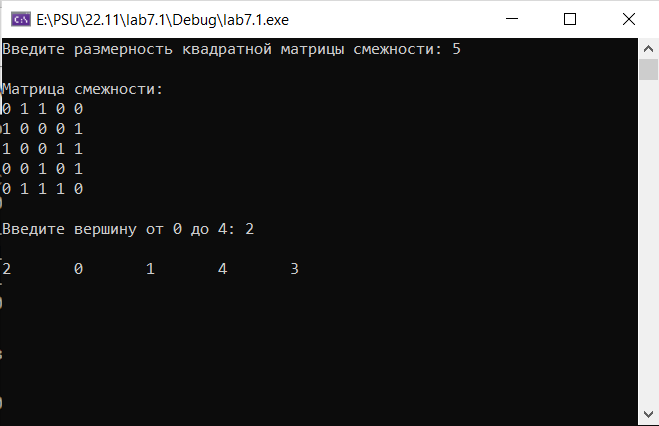 E:\PSU\22.11\lab7.1\Debug\lab7.1.exe
Введите размерность квадратной матрицы смежности: 5
Матрица смежности:
0 1 1 0 0
1 0 0 0 1
1 0 0 1 1
0 0 1 0 1
0 1 1 1 0
Введите вершину от 0 до 4: 2
2 0 1 4 3